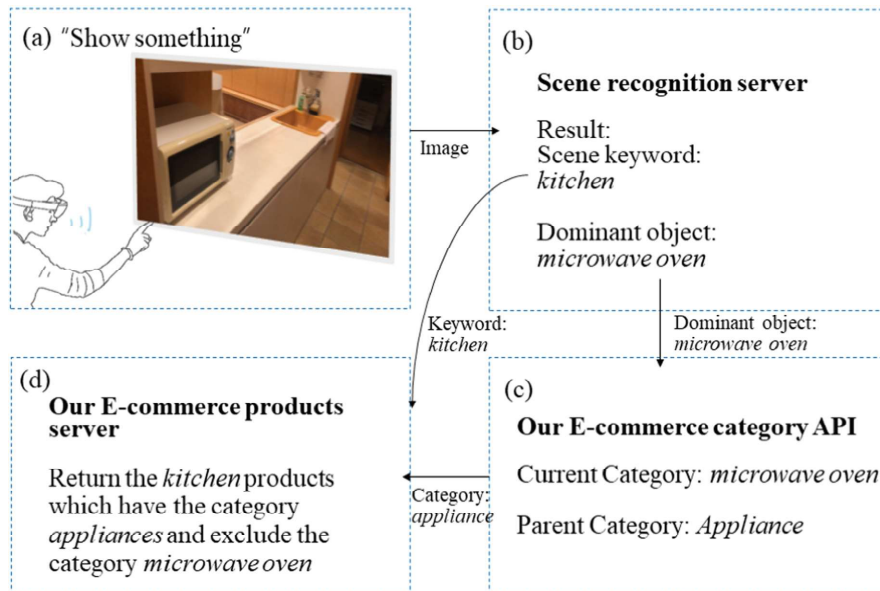 (a) "Show something"
Image
(b)
Scene recognition server
Result:
Scene keyword:
kitchen
Dominant object:
microwave oven
Keyword:
kitchen
Dominant object:
microwave oven
(c)
Our E-commerce category API
Current Category: microwave oven
Parent Category: Appliance
Category:
appliance
(d)
Our E-commerce products
server
Return the kitchen products
which have the category
appliances and exclude the
category microwave oven